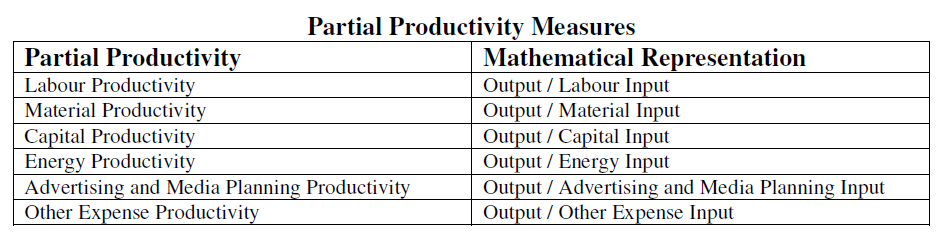 Partial Productivity Measures
Partial Productivity Mathematical Representation
Labour Productivity Output / Labour Input
Material Productivity Output / Material Input
Capital Productivity Output / Capital Input
Energy Productivity Output / Energy Input
Advertising and Media Planning Productivity Output / Advertising and Media Planning Input
Other Expense Productivity Output / Other Expense Input